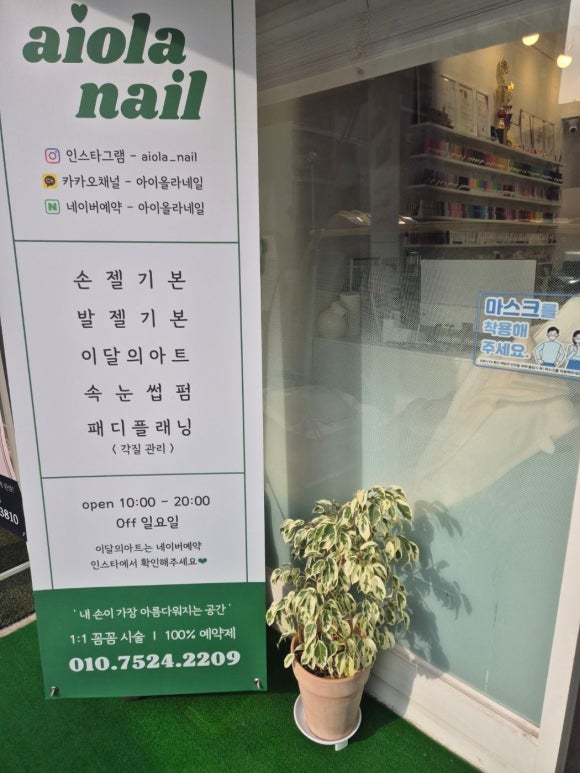 aiola
nail
인스타그램 - aiola_nail
카카오채널 - 아이올라네일
N 네이버예약 - 아이올라네일
손 젤 기 본
발 젤 기 본
이달의아트
속 눈 썹 펌
패디플래닝
< 각질 관리 >
open 10:00 - 20:00
Off 일요일
이달의아트는 네이버예약
인스타에서 확인해주세요
' 내 손이 가장 아름다워지는 공간 '
1:1 꼼꼼 시술 I 100% 예약제
010.7524.2209
마스크를
착용해
주세요.
3810